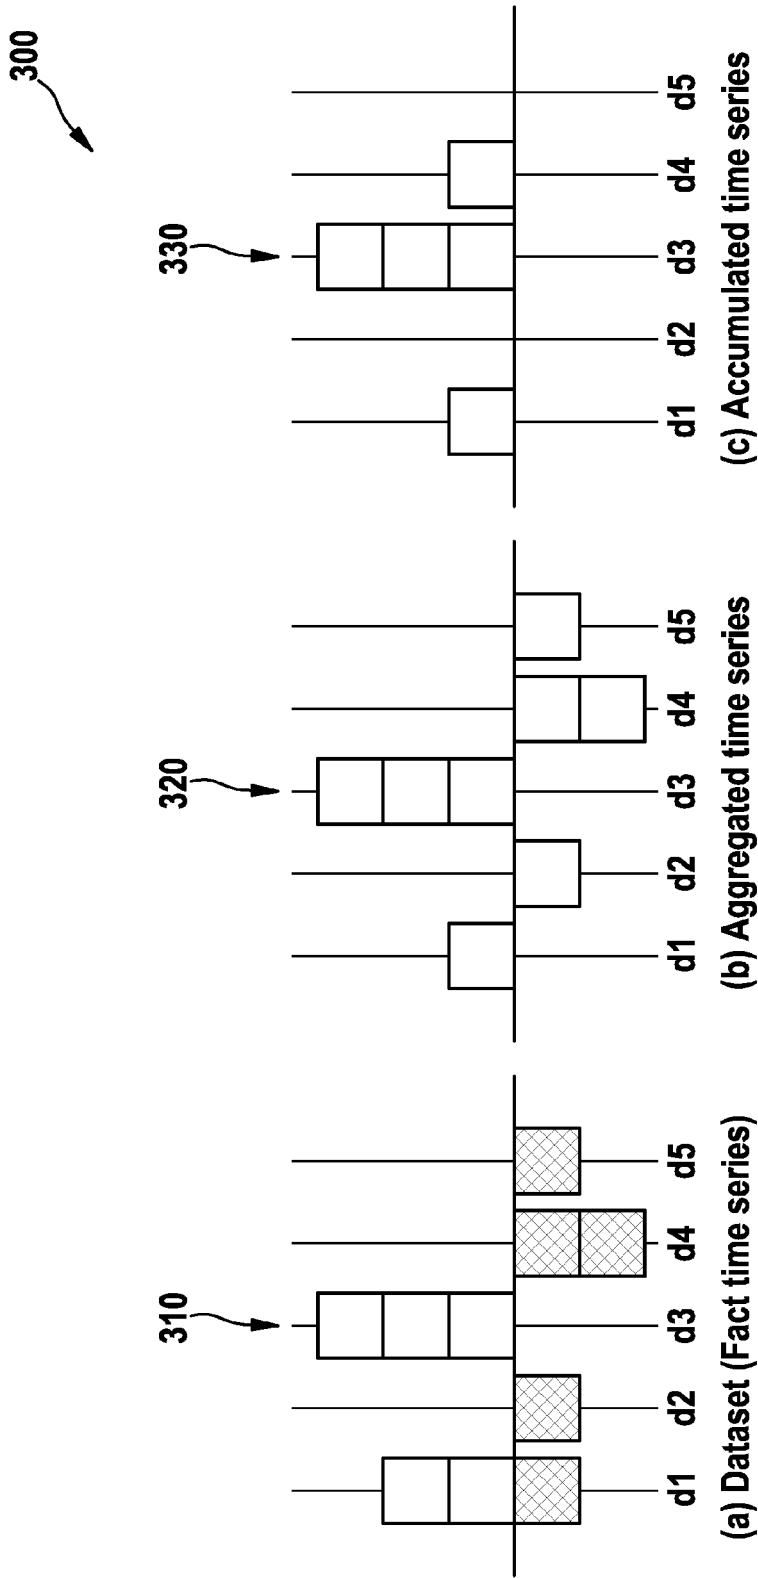 300
310
d1 d2 d3 d4 d5
(a) Dataset (Fact time series)
320
d1 d2 d3 d4 d5
(b) Aggregated time series
330
d1 d2 d3 d4 d5
(c) Accumulated time series